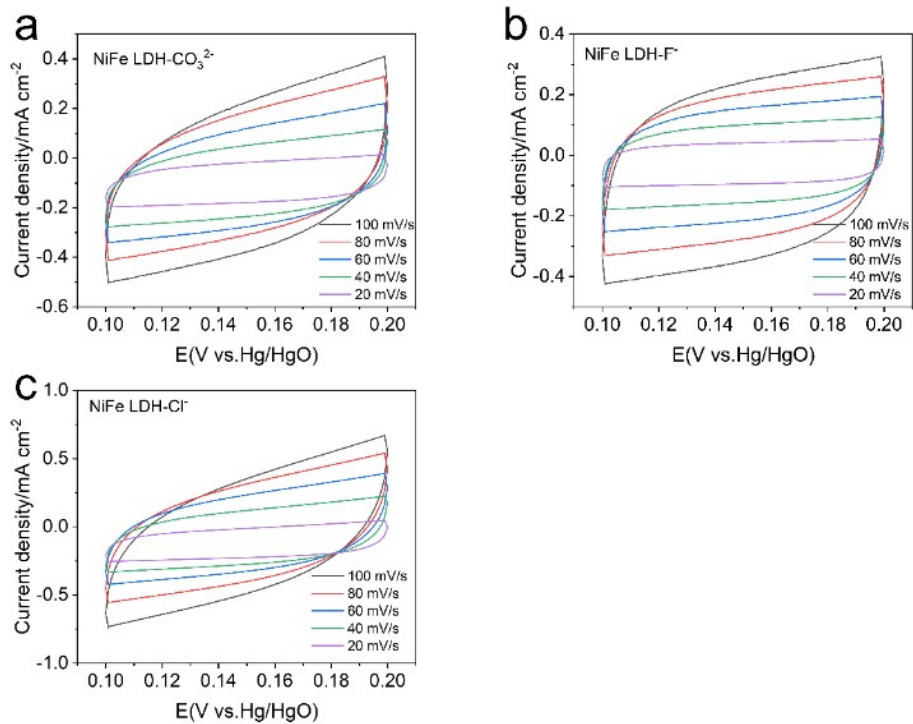 a
NiFe LDH-CO₃²⁻
Current density/mA cm⁻²
0.4
0.2
0.0
-0.2
-0.4
-0.6
100 mV/s
80 mV/s
60 mV/s
40 mV/s
20 mV/s
0.10 0.12 0.14 0.16 0.18 0.20
E(V vs.Hg/HgO)
b
NiFe LDH-F⁻
Current density/mA cm⁻²
0.4
0.2
0.0
-0.2
-0.4
100 mV/s
80 mV/s
60 mV/s
40 mV/s
20 mV/s
0.10 0.12 0.14 0.16 0.18 0.20
E(V vs.Hg/HgO)
c
NiFe LDH-Cl⁻
Current density/mA cm⁻²
1.0
0.5
0.0
-0.5
-1.0
100 mV/s
80 mV/s
60 mV/s
40 mV/s
20 mV/s
0.10 0.12 0.14 0.16 0.18 0.20
E(V vs.Hg/HgO)